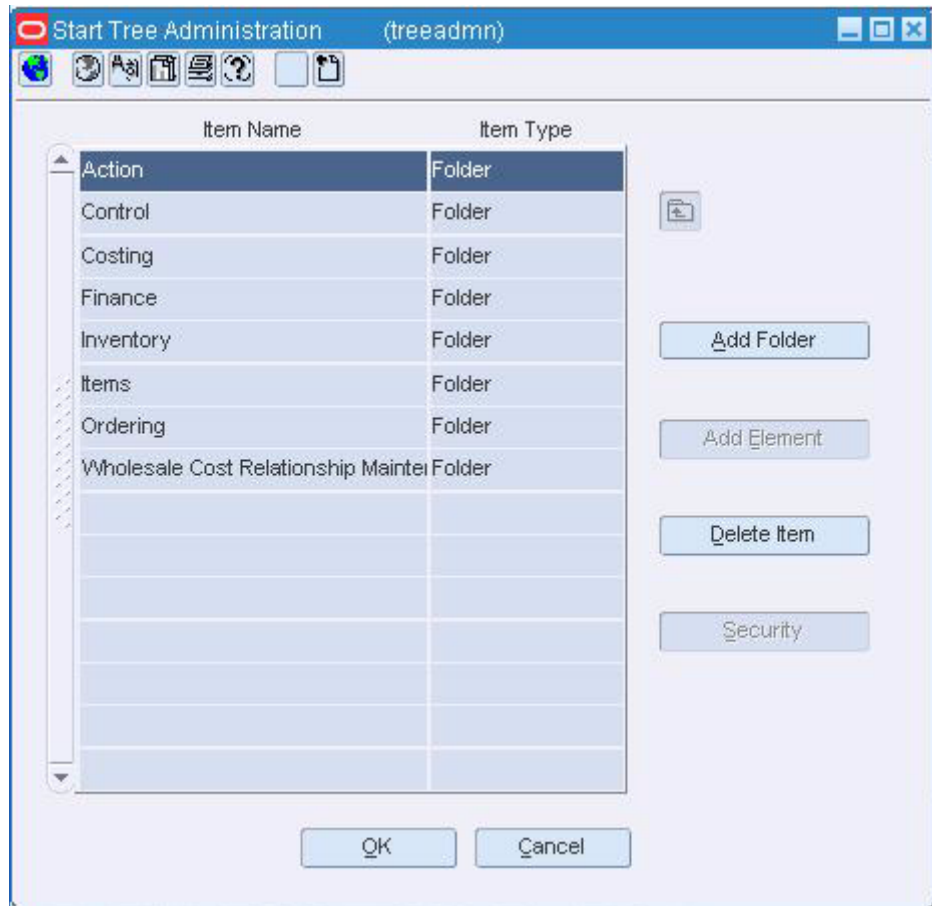 Start Tree Administration (treeadmn)
Item Name Item Type
Action Folder
Control Folder
Costing Folder
Finance Folder
Inventory Folder
Items Folder
Ordering Folder
Wholesale Cost Relationship Mainte Folder
Add Folder
Add Element
Delete Item
Security
OK Cancel